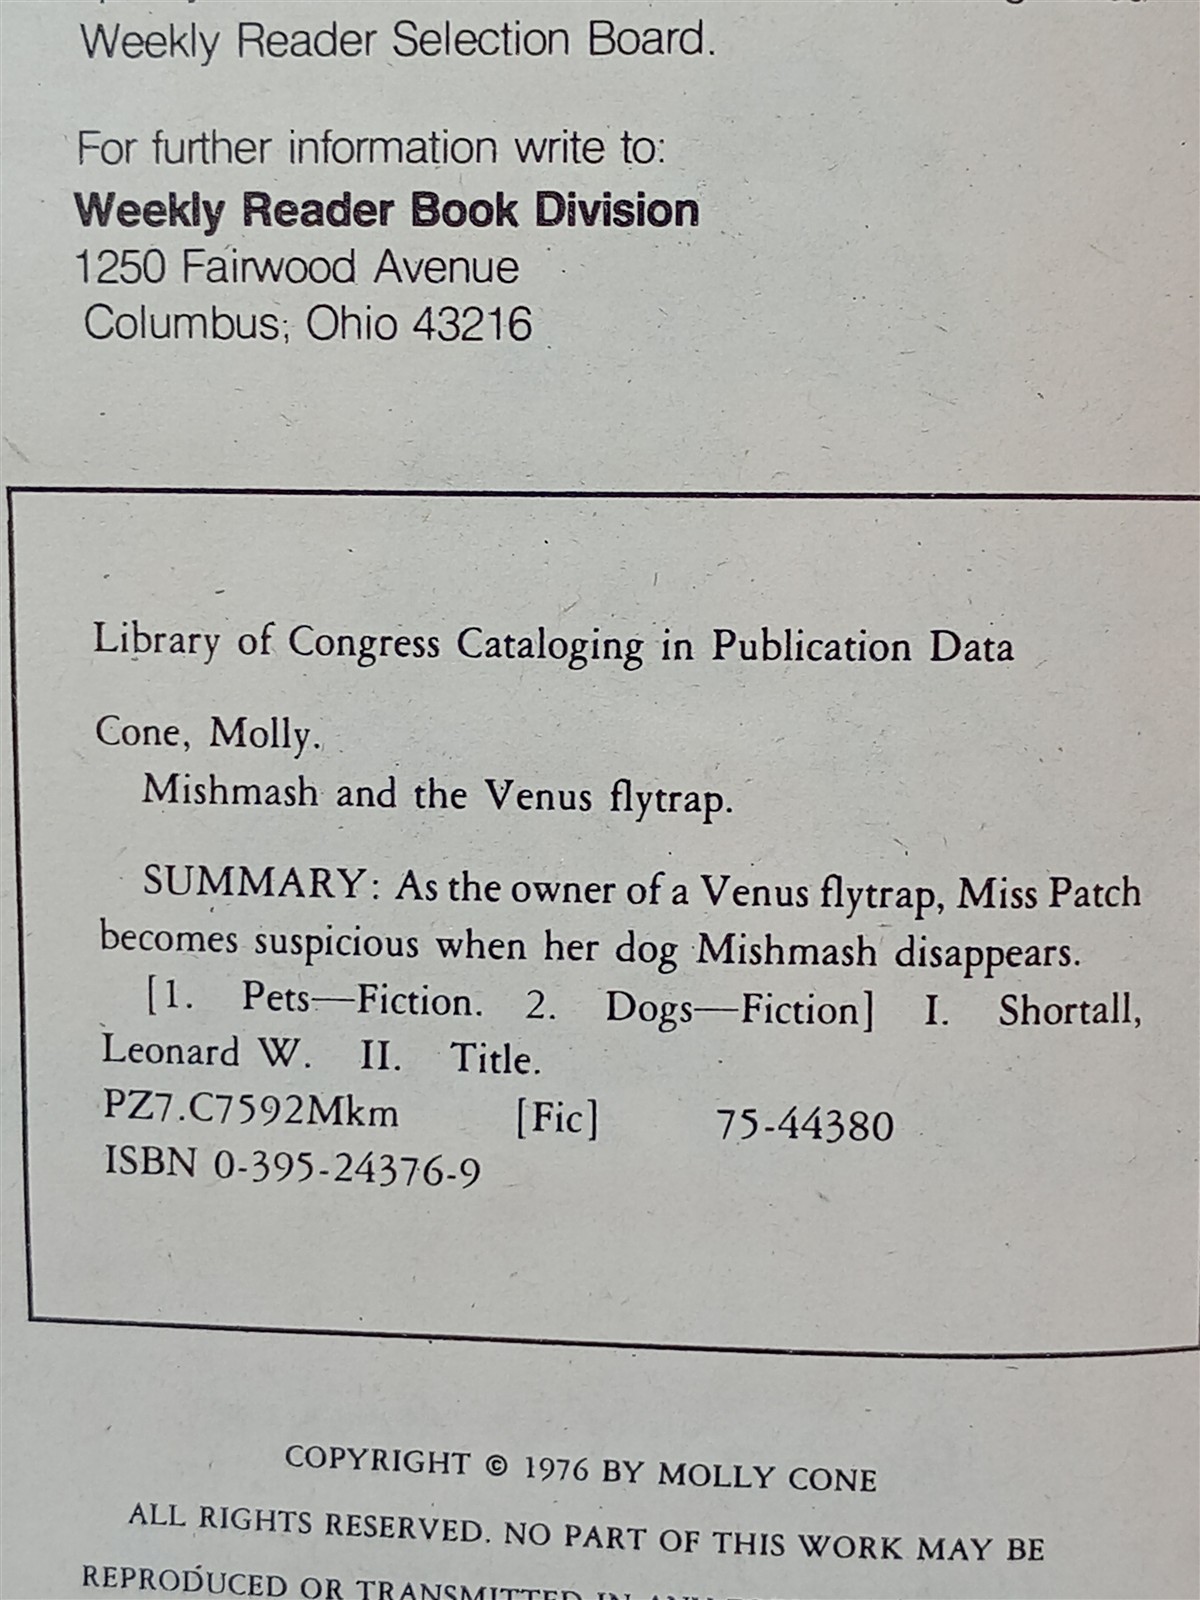 Weekly Reader Selection Board.
For further information write to:
Weekly Reader Book Division
1250 Fairwood Avenue
Columbus, Ohio 43216
Library of Congress Cataloging in Publication Data
Cone, Molly.
Mishmash and the Venus flytrap.
SUMMARY: As the owner of a Venus flytrap, Miss Patch
becomes suspicious when her dog Mishmash disappears.
[1. Pets—Fiction. 2. Dogs—Fiction] I. Shortall,
Leonard W. II. Title.
PZ7.C7592Mkm [Fic] 75-44380
ISBN 0-395-24376-9
COPYRIGHT © 1976 BY MOLLY CONE
ALL RIGHTS RESERVED. NO PART OF THIS WORK MAY BE
REPRODUCED OR TRANSMITTED IN ANY